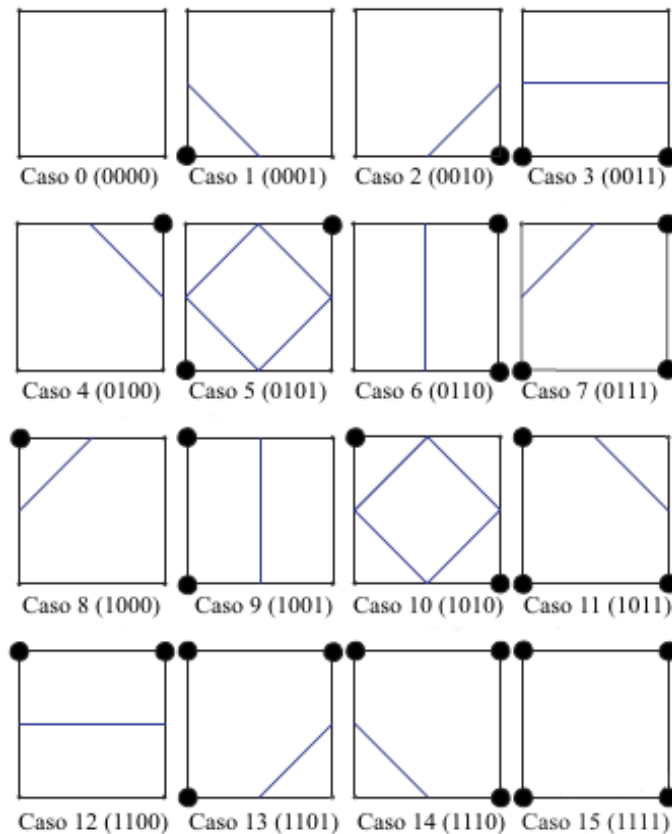 Caso 0 (0000) Caso 1 (0001) Caso 2 (0010) Caso 3 (0011)
Caso 4 (0100) Caso 5 (0101) Caso 6 (0110) Caso 7 (0111)
Caso 8 (1000) Caso 9 (1001) Caso 10 (1010) Caso 11 (1011)
Caso 12 (1100) Caso 13 (1101) Caso 14 (1110) Caso 15 (1111)